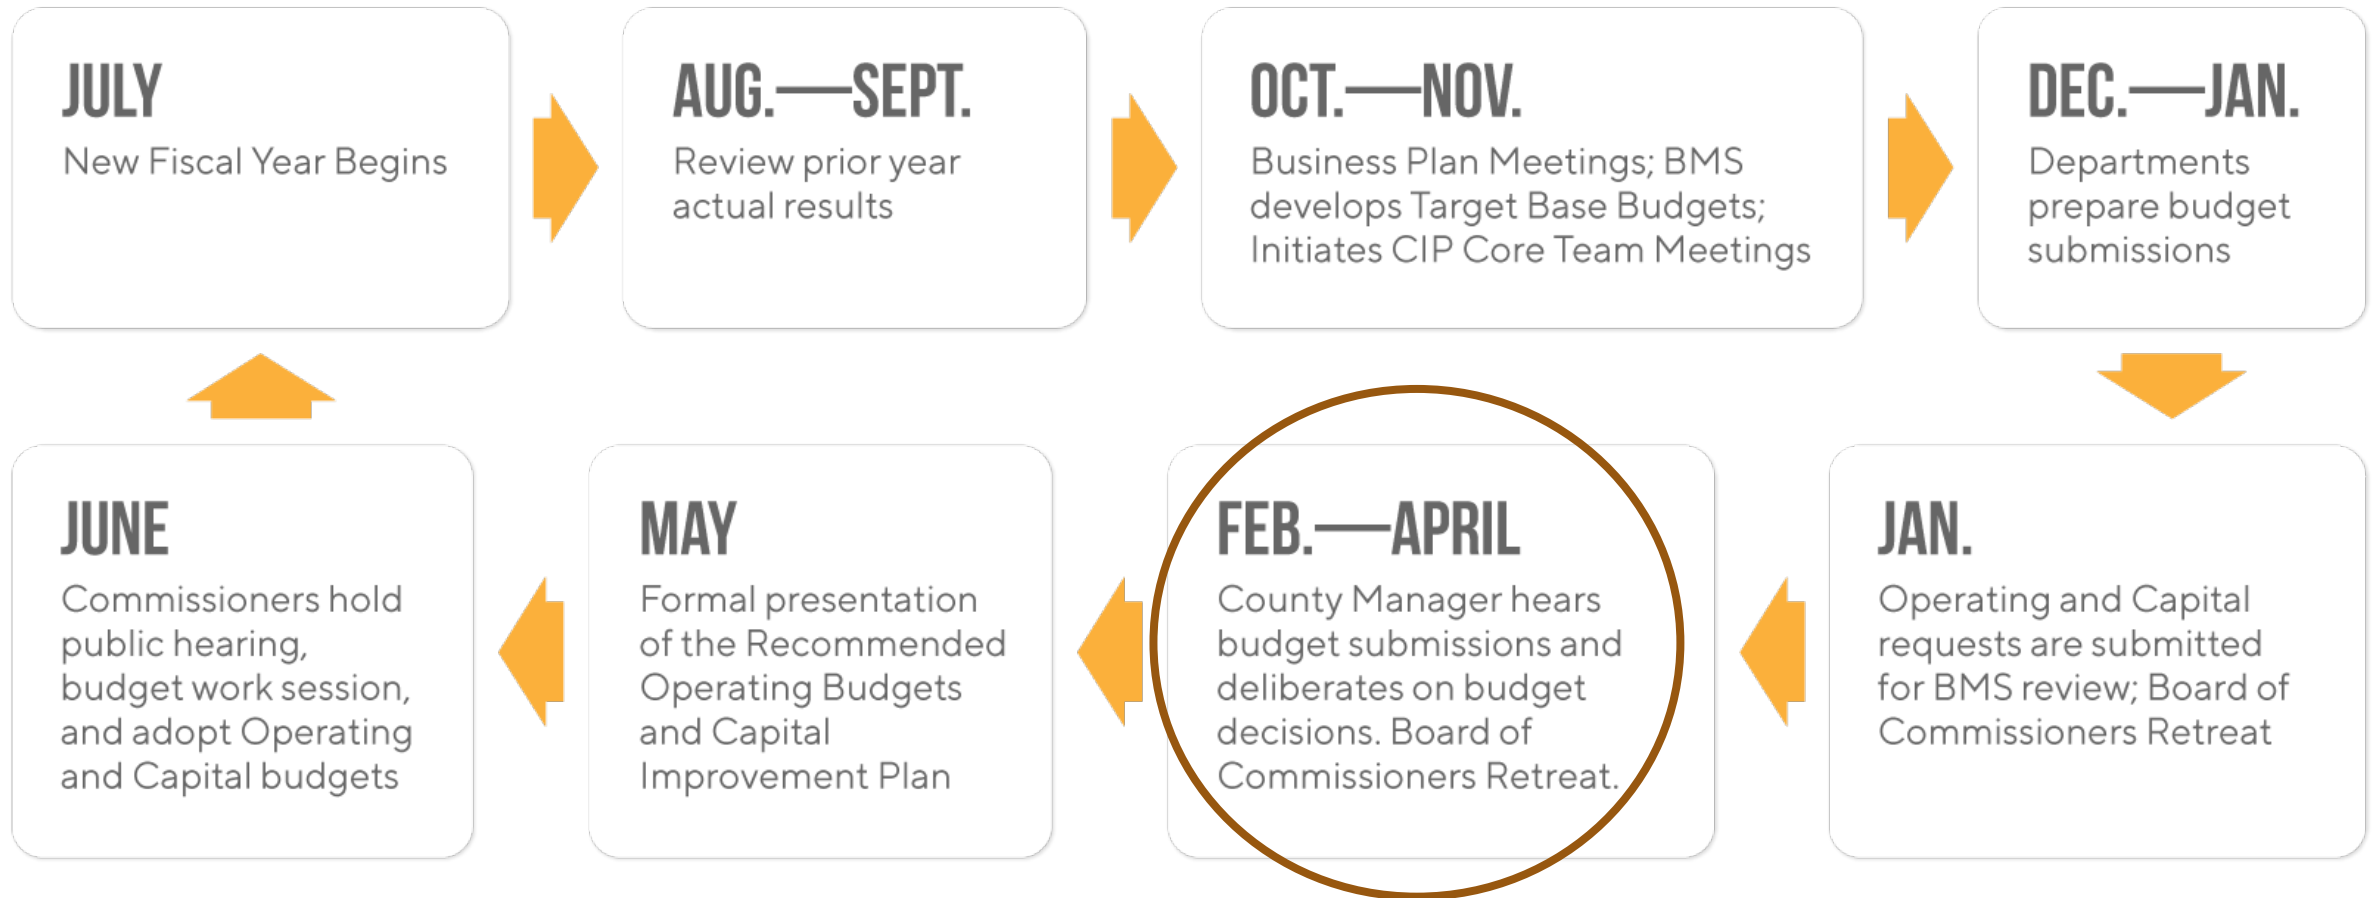 JULY
New Fiscal Year Begins
AUG.—SEPT.
Review prior year
actual results
OCT.—NOV.
Business Plan Meetings; BMS
develops Target Base Budgets;
Initiates CIP Core Team Meetings
DEC.—JAN.
Departments
prepare budget
submissions
JAN.
Operating and Capital
requests are submitted
for BMS review; Board of
Commissioners Retreat
FEB.—APRIL
County Manager hears
budget submissions and
deliberates on budget
decisions. Board of
Commissioners Retreat.
MAY
Formal presentation
of the Recommended
Operating Budgets
and Capital
Improvement Plan
JUNE
Commissioners hold
public hearing,
budget work session,
and adopt Operating
and Capital budgets